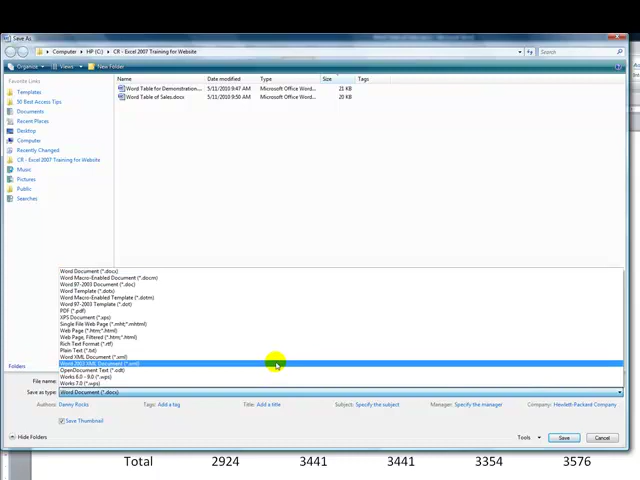 Save As
Computer ▸ HP (C:) ▸ CR - Excel 2007 Training for Website
Search
Organize Views New Folder
Favorite Links
Templates
50 Best Access Tips
Documents
Recent Places
Desktop
Computer
Recently Changed
CR - Excel 2007 Training for Website
Music
Pictures
Public
Searches
Folders
Name Date modified Type Size Tags
Word Table for Demonstration... 5/11/2010 9:47 AM Microsoft Office Word... 21 KB
Word Table of Sales.docx 5/11/2010 9:50 AM Microsoft Office Word... 20 KB
Word Document (*.docx)
Word Macro-Enabled Document (*.docm)
Word 97-2003 Document (*.doc)
Word Template (*.dotx)
Word Macro-Enabled Template (*.dotm)
Word 97-2003 Template (*.dot)
PDF (*.pdf)
XPS Document (*.xps)
Single File Web Page (*.mht;*.mhtml)
Web Page (*.htm;*.html)
Web Page, Filtered (*.htm;*.html)
Rich Text Format (*.rtf)
Plain Text (*.txt)
Word XML Document (*.xml)
Word 2003 XML Document (*.xml)
OpenDocument Text (*.odt)
Works 6.0 - 9.0 (*.wps)
Works 7.0 (*.wps)
File name:
Save as type: Word Document (*.docx)
Authors: Danny Rocks Tags: Add a tag Title: Add a title Subject: Specify the subject Manager: Specify the manager Company: Hewlett-Packard Company
Save Thumbnail
Hide Folders Tools Save Cancel
Total 2924 3441 3441 3354 3576